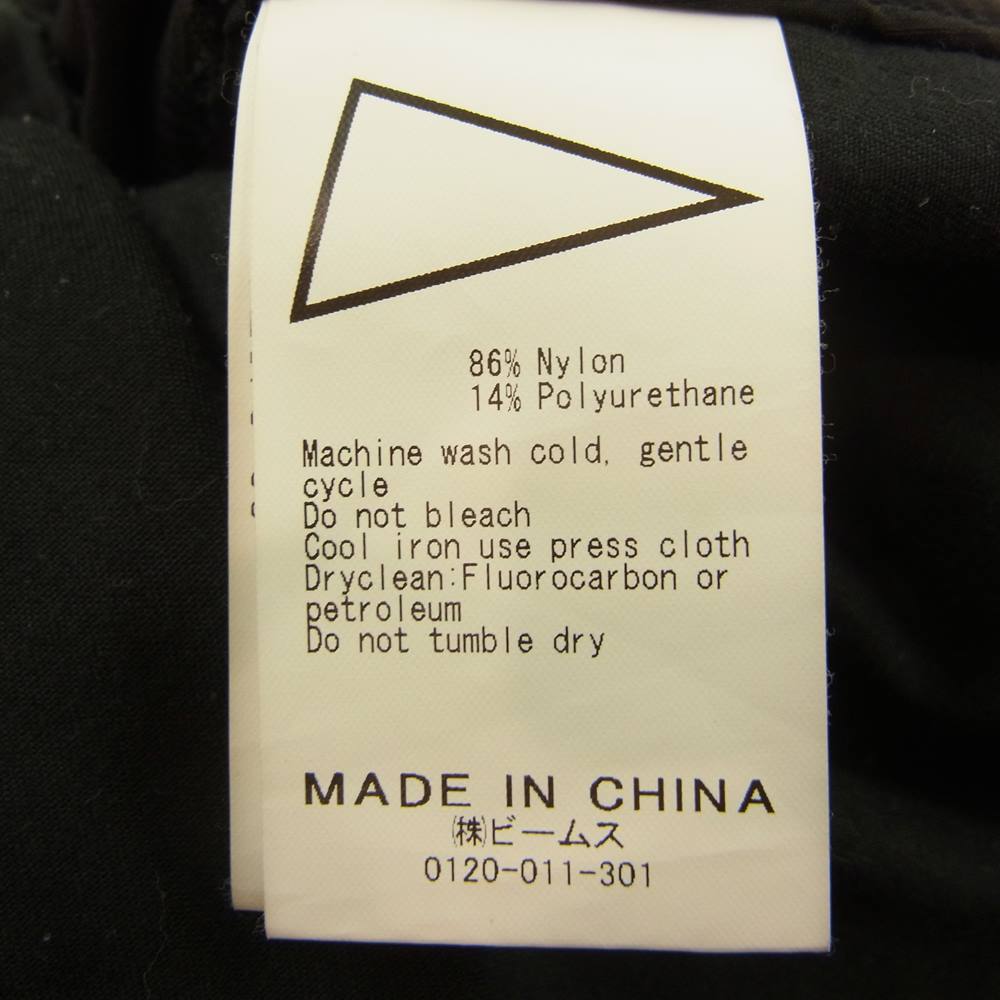 86% Nylon
14% Polyurethane
Machine wash cold, gentle
cycle
Do not bleach
Cool iron use press cloth
Dryclean:Fluorocarbon or
petroleum
Do not tumble dry
MADE IN CHINA
㈱ビームス
0120-011-301